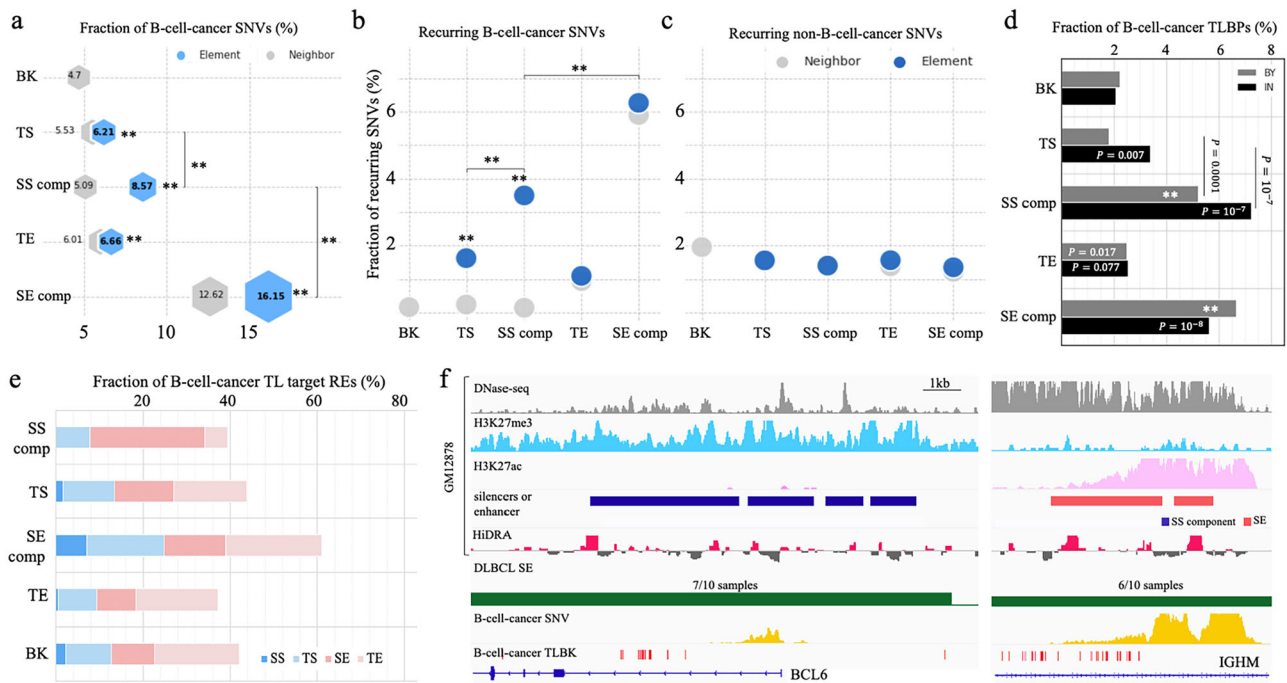 a
Fraction of B-cell-cancer SNVs (%)
Element
Neighbor
BK
4.7
TS
5.53
6.21
**
**
SS comp
5.09
8.57
**
TE
6.01
6.66
**
**
SE comp
12.62
16.15
**
5
10
15
b
Recurring B-cell-cancer SNVs
Fraction of recurring SNVs (%)
6
4
2
**
**
**
**
BK
TS
SS comp
TE
SE comp
c
Recurring non-B-cell-cancer SNVs
Neighbor
Element
6
4
2
BK
TS
SS comp
TE
SE comp
d
Fraction of B-cell-cancer TLBPs (%)
2
4
6
8
BY
IN
BK
TS
P = 0.007
SS comp
**
P = 10⁻⁷
P = 0.0001
P = 10⁻⁷
TE
P = 0.017
P = 0.077
SE comp
**
P = 10⁻⁸
e
Fraction of B-cell-cancer TL target REs (%)
20
40
60
80
SS
comp
TS
SE
comp
TE
BK
SS
TS
SE
TE
f
GM12878
DNase-seq
1kb
H3K27me3
H3K27ac
silencers or
enhancer
SS component
SE
HiDRA
DLBCL SE
7/10 samples
6/10 samples
B-cell-cancer SNV
B-cell-cancer TLBK
BCL6
IGHM